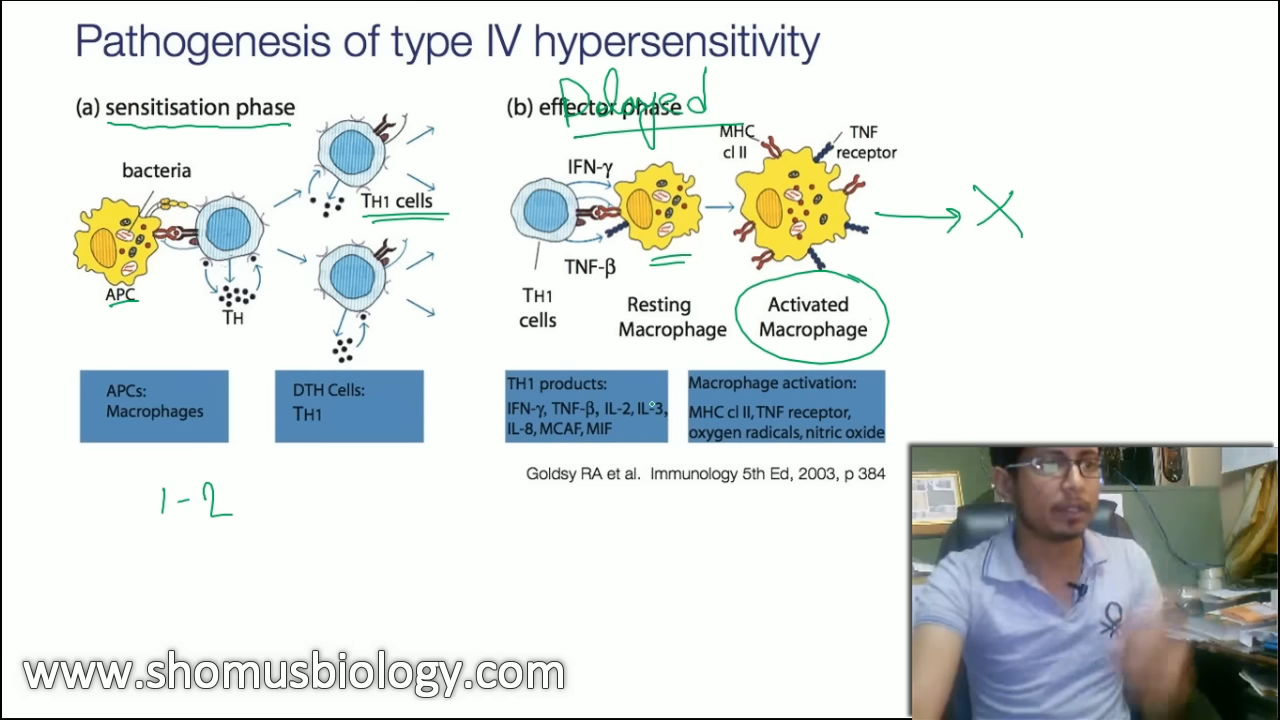 Pathogenesis of type IV hypersensitivity
(a) sensitisation phase
bacteria
APC
TH
TH1 cells
APCs:
Macrophages
DTH Cells:
TH1
1-2
Delayed
(b) effector phase
IFN-γ
TNF-β
TH1
cells
Resting
Macrophage
MHC
cl II
TNF
receptor
X
Activated
Macrophage
TH1 products:
IFN-γ, TNF-β, IL-2, IL-3,
IL-8, MCAF, MIF
Macrophage activation:
MHC cl II, TNF receptor,
oxygen radicals, nitric oxide
Goldsy RA et al. Immunology 5th Ed, 2003, p 384
www.shomusbiology.com